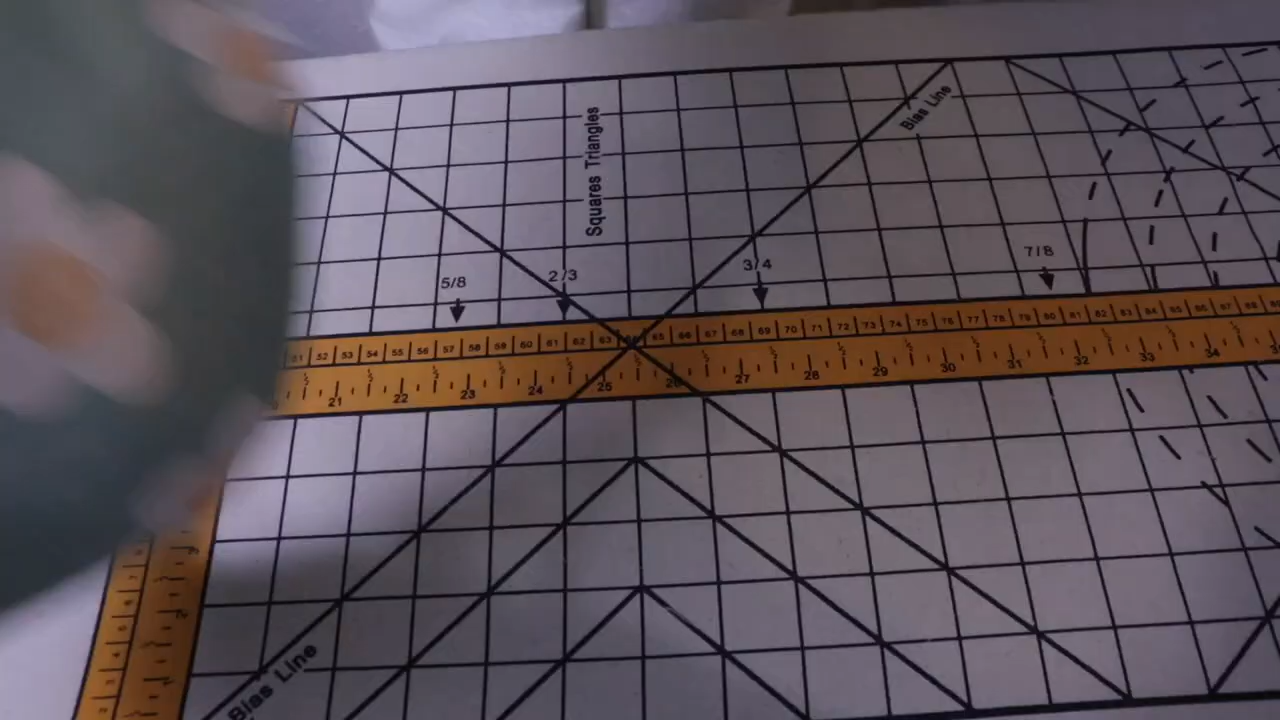 Squares Triangles
Bias Line
5/8 2/3 3/4 7/8
51 52 53 54 55 56 57 58 59 60 61 62 63 65 66 67 68 69 70 71 72 73 74 75 76 77 78 79 80 81 82 83 84 85 86 87 88
21 22 23 24 25 26 27 28 29 30 31 32 33 34
Bias Line